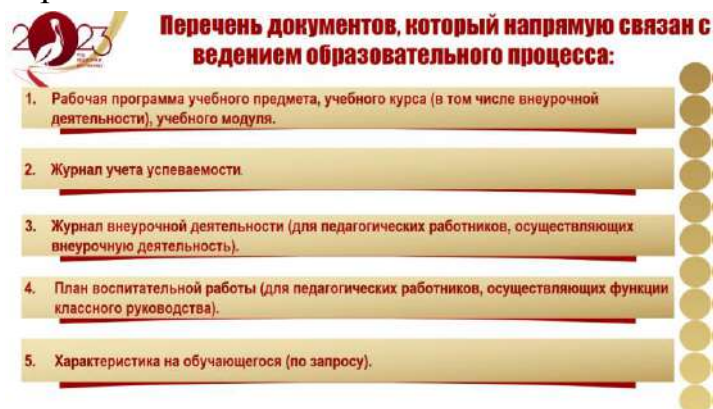 2023
Перечень документов, который напрямую связан с
ведением образовательного процесса:
1. Рабочая программа учебного предмета, учебного курса (в том числе внеурочной
деятельности), учебного модуля.
2. Журнал учета успеваемости.
3. Журнал внеурочной деятельности (для педагогических работников, осуществляющих
внеурочную деятельность).
4. План воспитательной работы (для педагогических работников, осуществляющих функции
классного руководства).
5. Характеристика на обучающегося (по запросу).